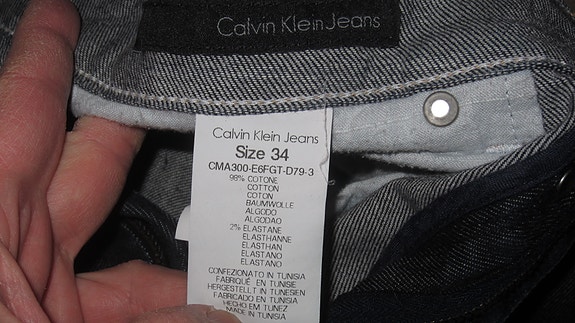 Calvin Klein Jeans
Calvin Klein Jeans
Size 34
CMA300-E6FGT-D79-3
98% COTONE
COTTON
COTON
BAUMWOLLE
ALGODO
ALGODAO
2% ELASTANE
ELASTHANNE
ELASTHAN
ELASTANO
ELASTANO
CONFEZIONATO IN TUNISIA
FABRIQUÉ EN TUNISIE
HERGESTELLT IN TUNESIEN
FABRICADO EN TUNISIA
HECHO EM TUNEZ
MADE IN TUNISIA